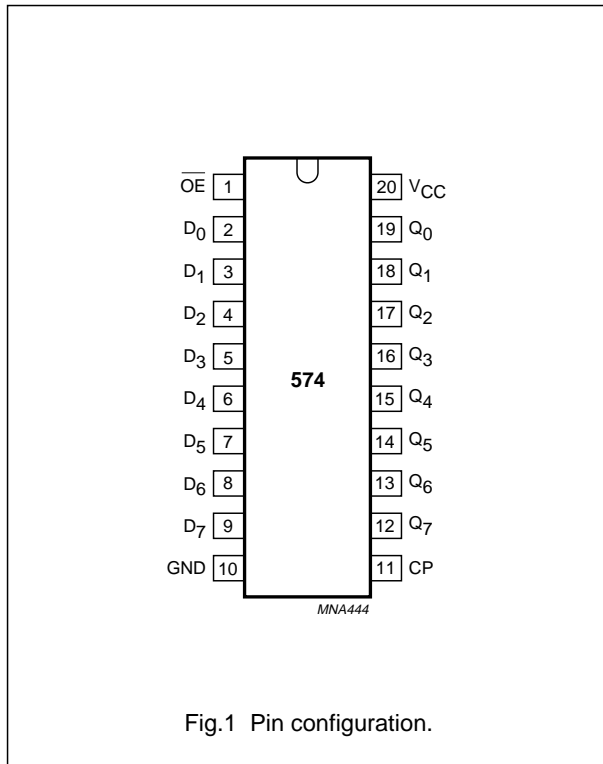 OE 1 20 VCC
D0 2 19 Q0
D1 3 18 Q1
D2 4 17 Q2
D3 5 16 Q3
574
D4 6 15 Q4
D5 7 14 Q5
D6 8 13 Q6
D7 9 12 Q7
GND 10 11 CP
MNA444
Fig.1 Pin configuration.